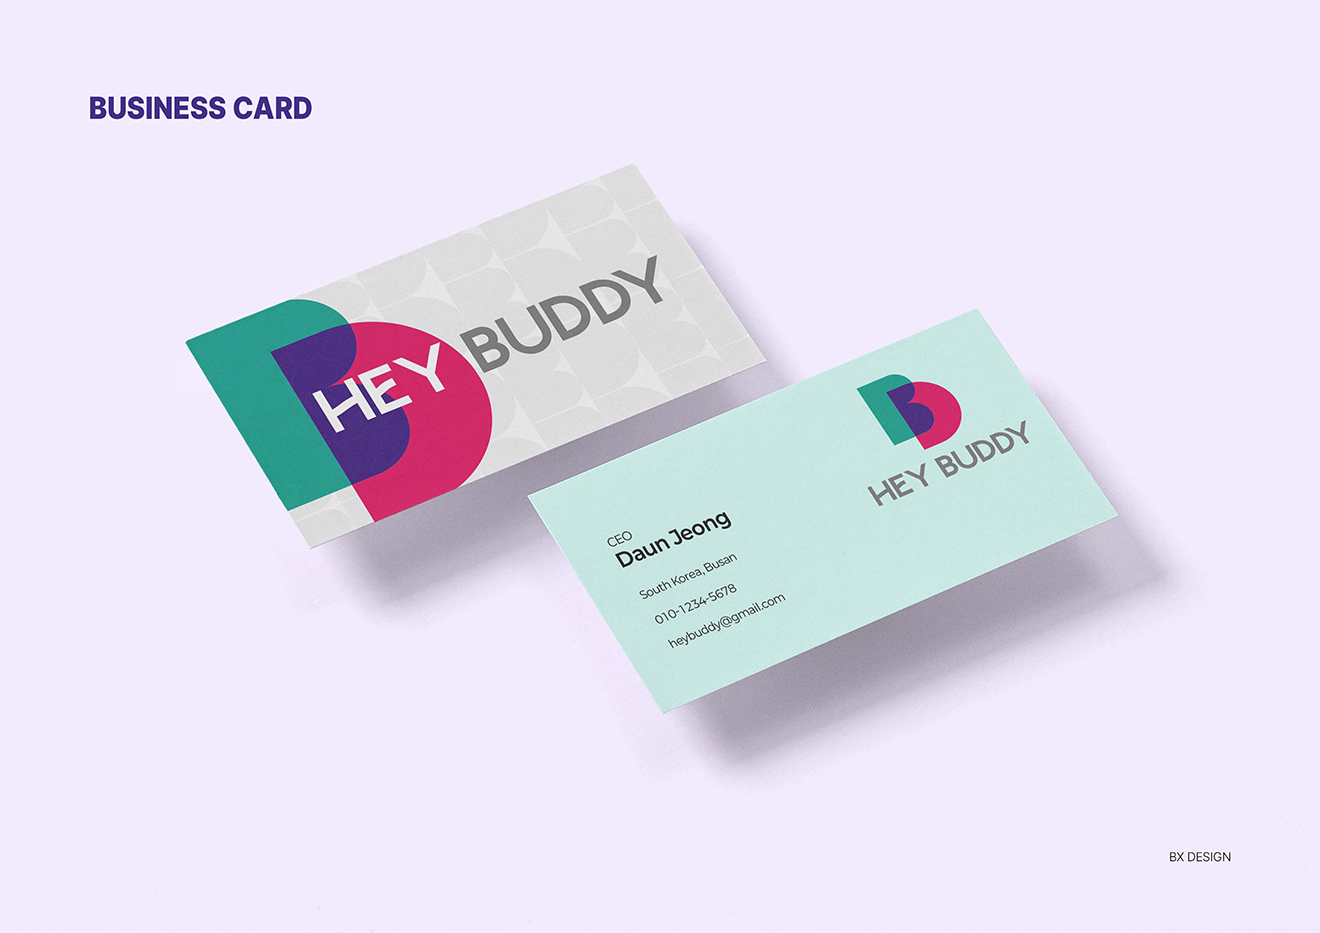 BUSINESS CARD
HEY BUDDY
HEY BUDDY
CEO
Daun Jeong
South Korea, Busan
010-1234-5678
heybuddy@gmail.com
BX DESIGN